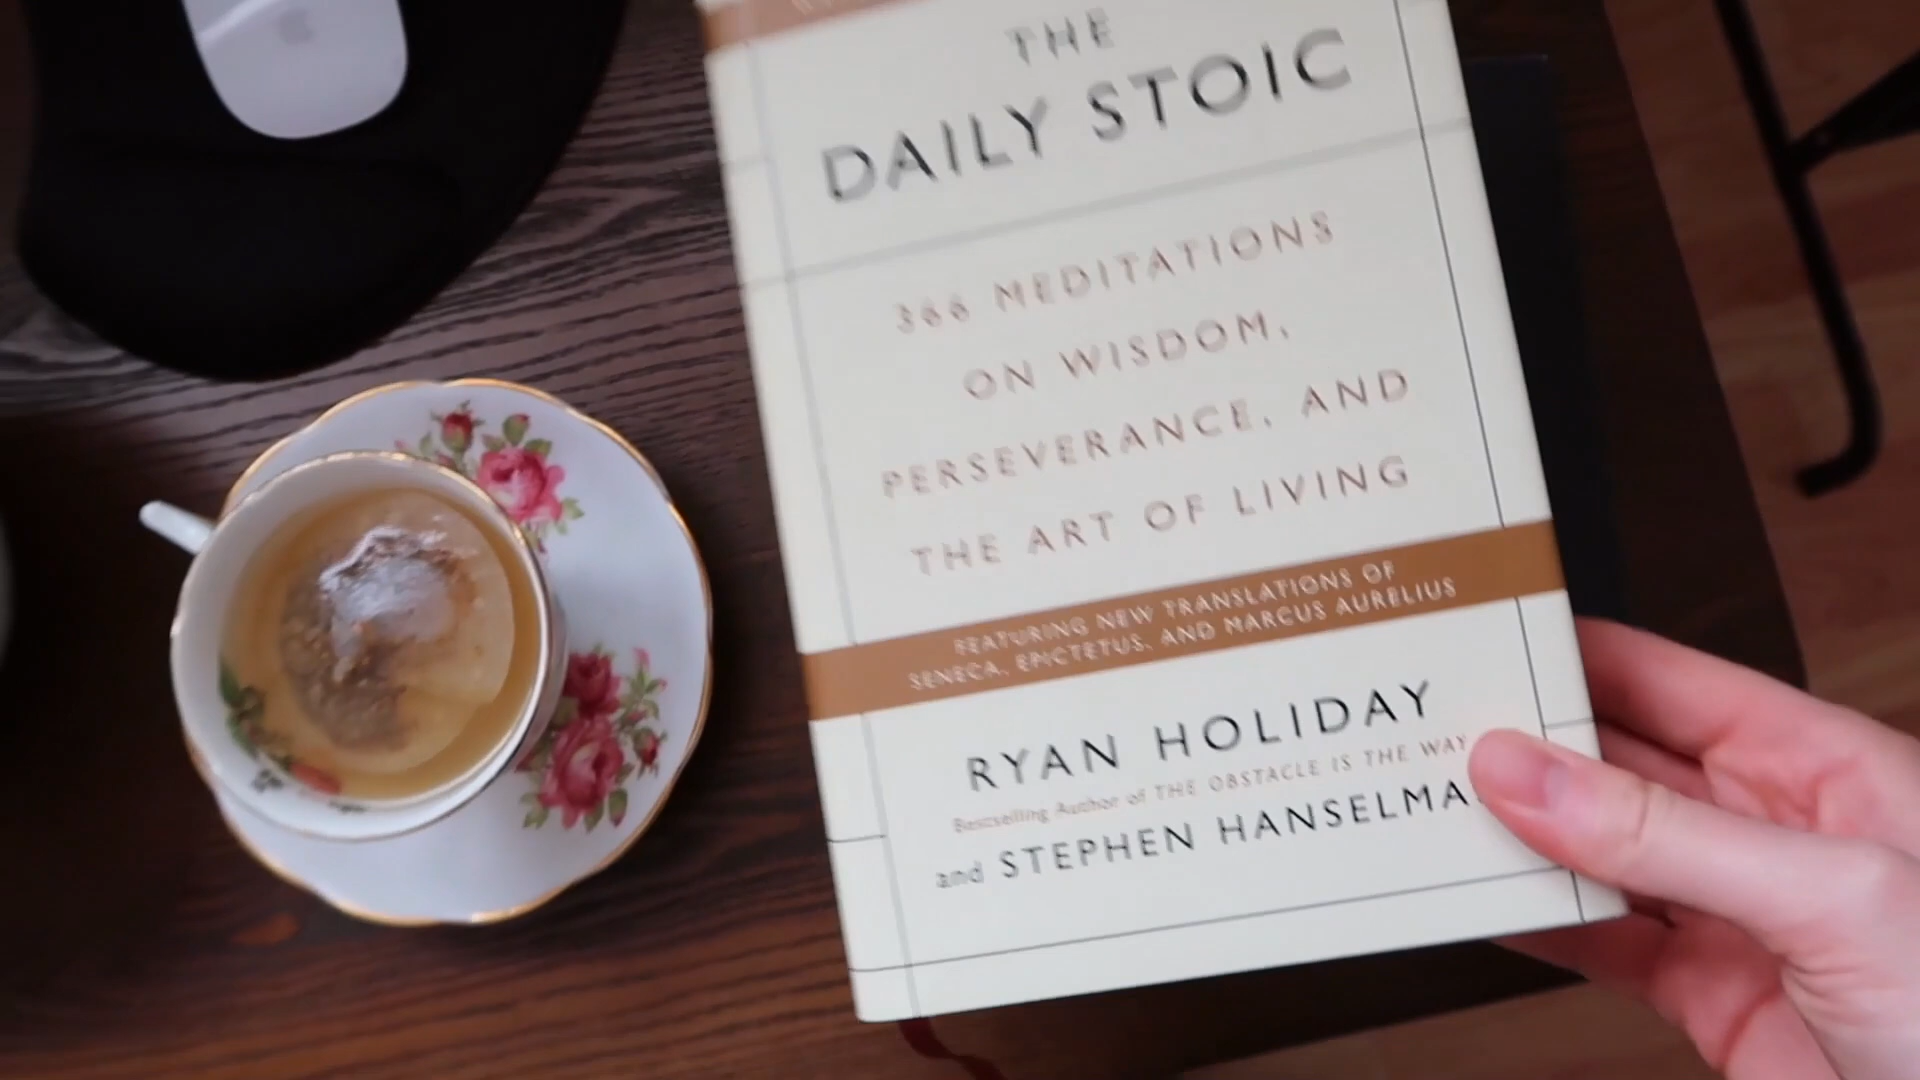 THE
DAILY STOIC
366 MEDITATIONS
ON WISDOM,
PERSEVERANCE, AND
THE ART OF LIVING
FEATURING NEW TRANSLATIONS OF
SENECA, EPICTETUS, AND MARCUS AURELIUS
RYAN HOLIDAY
Bestselling Author of THE OBSTACLE IS THE WAY
and STEPHEN HANSELMA